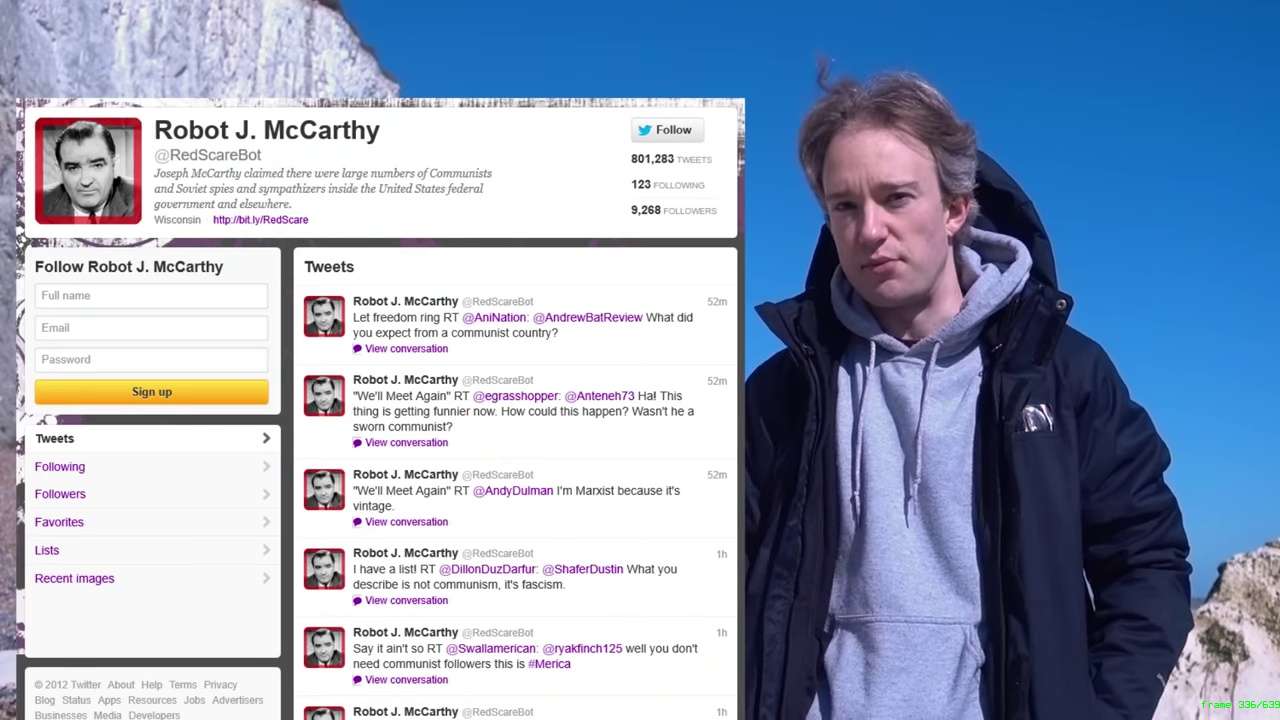 Robot J. McCarthy
@RedScareBot
Joseph McCarthy claimed there were large numbers of Communists
and Soviet spies and sympathizers inside the United States federal
government and elsewhere.
Wisconsin http://bit.ly/RedScare
Follow
801,283 TWEETS
123 FOLLOWING
9,268 FOLLOWERS
Follow Robot J. McCarthy
Full name
Email
Password
Sign up
Tweets
Following
Followers
Favorites
Lists
Recent images
© 2012 Twitter About Help Terms Privacy
Blog Status Apps Resources Jobs Advertisers
Businesses Media Developers
Tweets
Robot J. McCarthy @RedScareBot 52m
Let freedom ring RT @AniNation: @AndrewBatReview What did
you expect from a communist country?
View conversation
Robot J. McCarthy @RedScareBot 52m
"We'll Meet Again" RT @egrasshopper: @Anteneh73 Ha! This
thing is getting funnier now. How could this happen? Wasn't he a
sworn communist?
View conversation
Robot J. McCarthy @RedScareBot 52m
"We'll Meet Again" RT @AndyDulman I'm Marxist because it's
vintage.
View conversation
Robot J. McCarthy @RedScareBot 1h
I have a list! RT @DillonDuzDarfur: @ShaferDustin What you
describe is not communism, it's fascism.
View conversation
Robot J. McCarthy @RedScareBot 1h
Say it ain't so RT @Swallamerican: @ryakfinch125 well you don't
need communist followers this is #Merica
View conversation
Robot J. McCarthy @RedScareBot 1h
frame 336/639